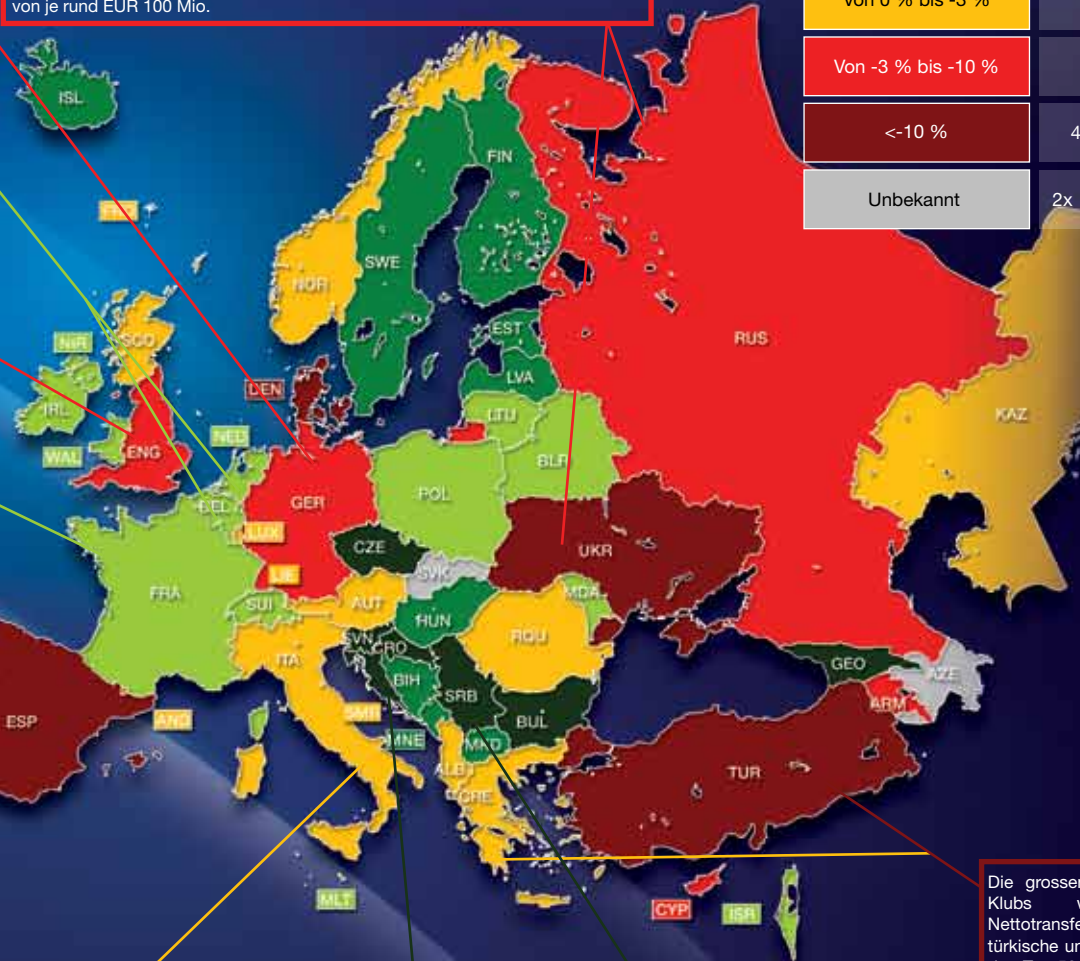 von je rund EUR 100 Mio.
Von 0 % bis -3 %
Von -3 % bis -10 %
<-10 %
4
Unbekannt
2x
ISL
FIN
SWE
NOR
RUS
EST
LVA
LTU
BLR
KAZ
SCO
NIR
IRL
WAL
ENG
DEN
NED
BEL
GER
POL
LUX
LIE
CZE
SVK
UKR
FRA
SUI
AUT
HUN
MDA
ROU
ITA
SVN
CRO
BIH
SRB
BUL
GEO
AZE
ARM
ESP
AND
SMR
MNE
MKD
ALB
GRE
TUR
MLT
CYP
ISR
Die grossen
Klubs
Nettotransfe
türkische